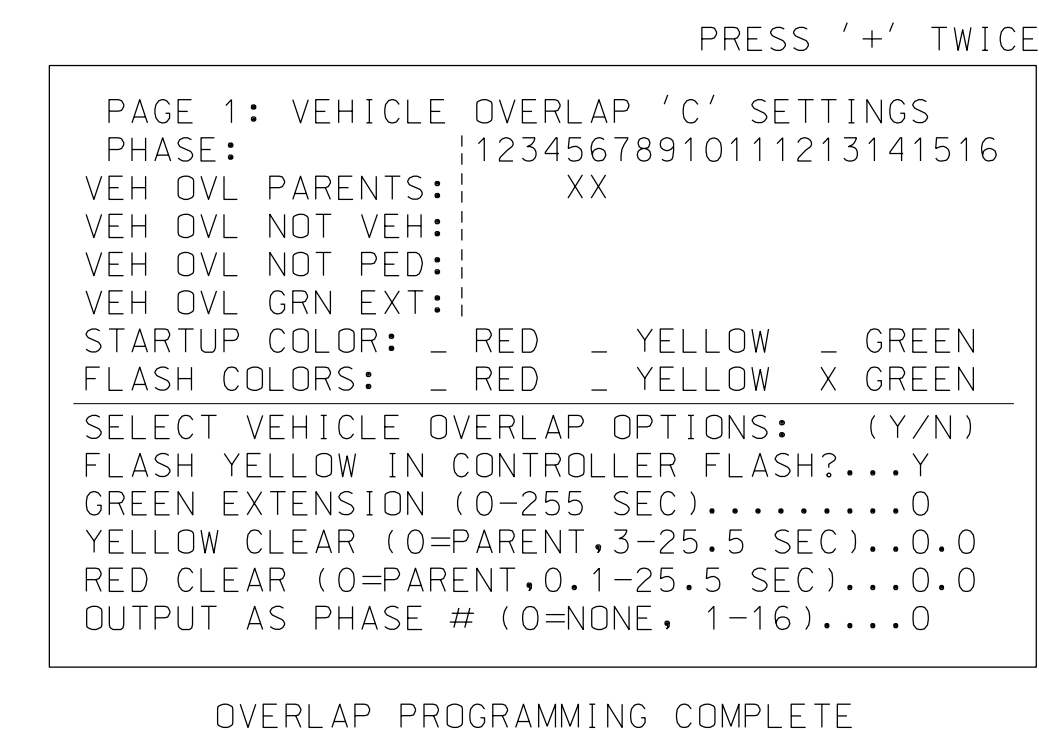 PRESS '+' TWICE
PAGE 1: VEHICLE OVERLAP 'C' SETTINGS
PHASE: |12345678910111213141516
VEH OVL PARENTS:| XX
VEH OVL NOT VEH:|
VEH OVL NOT PED:|
VEH OVL GRN EXT:|
STARTUP COLOR: _ RED _ YELLOW _ GREEN
FLASH COLORS: _ RED _ YELLOW X GREEN
SELECT VEHICLE OVERLAP OPTIONS: (Y/N)
FLASH YELLOW IN CONTROLLER FLASH?...Y
GREEN EXTENSION (0-255 SEC).........0
YELLOW CLEAR (0=PARENT,3-25.5 SEC)..0.0
RED CLEAR (0=PARENT,0.1-25.5 SEC)...0.0
OUTPUT AS PHASE # (0=NONE, 1-16)....0
OVERLAP PROGRAMMING COMPLETE